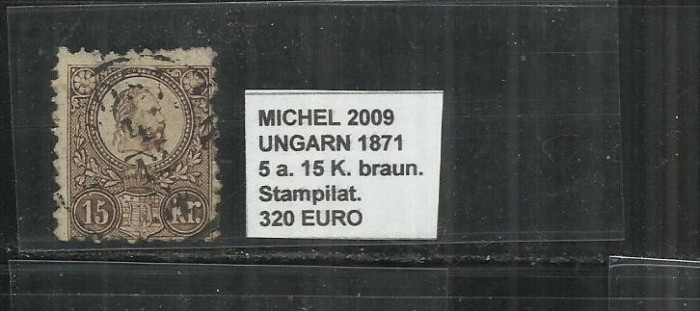 15 Kr.
MICHEL 2009
UNGARN 1871
5 a. 15 K. braun.
Stampilat.
320 EURO